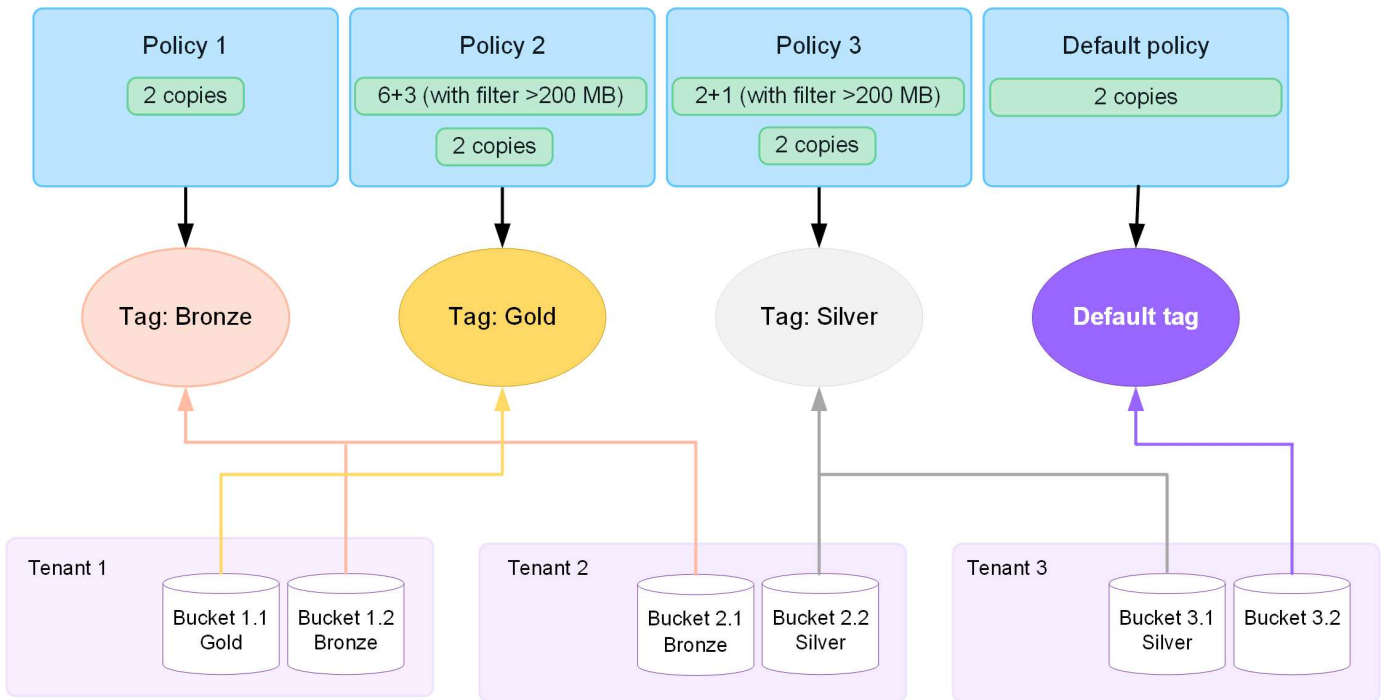 Policy 1
2 copies
Policy 2
6+3 (with filter >200 MB)
2 copies
Policy 3
2+1 (with filter >200 MB)
2 copies
Default policy
2 copies
Tag: Bronze
Tag: Gold
Tag: Silver
Default tag
Tenant 1
Bucket 1.1
Gold
Bucket 1.2
Bronze
Tenant 2
Bucket 2.1
Bronze
Bucket 2.2
Silver
Tenant 3
Bucket 3.1
Silver
Bucket 3.2